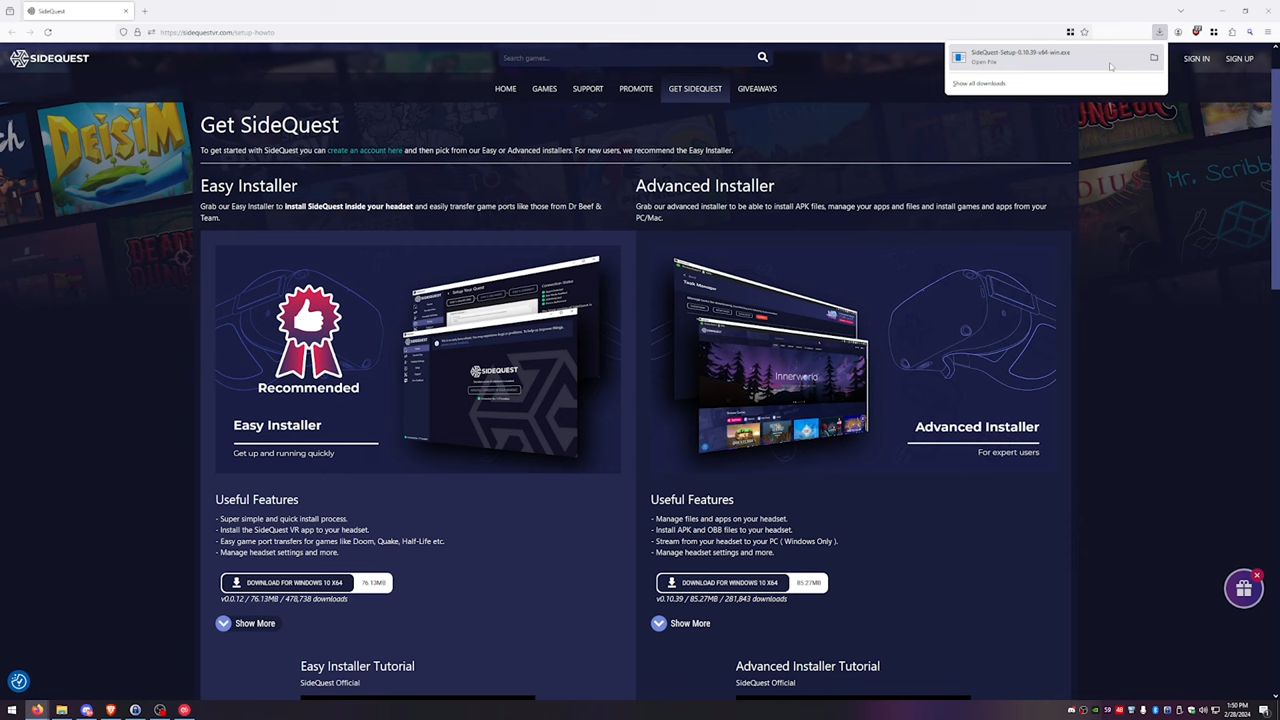 SideQuest
https://sidequestvr.com/setup-howto
SideQuest-Setup-0.10.39-x64-win.exe
Open File
Show all downloads
SIDEQUEST
Search games...
SIGN IN
SIGN UP
HOME
GAMES
SUPPORT
PROMOTE
GET SIDEQUEST
GIVEAWAYS
DEISIM
Mr. Scribb
Get SideQuest
To get started with SideQuest you can create an account here and then pick from our Easy or Advanced installers. For new users, we recommend the Easy Installer.
Easy Installer
Grab our Easy Installer to install SideQuest inside your headset and easily transfer game ports like those from Dr Beef &
Team.
Advanced Installer
Grab our advanced installer to be able to install APK files, manage your apps and files and install games and apps from your
PC/Mac.
Setup Your Quest
SIDEQUEST
Recommended
Easy Installer
Get up and running quickly
Task Manager
Innerworld
Advanced Installer
For expert users
Useful Features
- Super simple and quick install process.
- Install the SideQuest VR app to your headset.
- Easy game port transfers for games like Doom, Quake, Half-Life etc.
- Manage headset settings and more.
DOWNLOAD FOR WINDOWS 10 X64
76.13MB
v0.0.12 / 76.13MB / 478,738 downloads
Show More
Useful Features
- Manage files and apps on your headset.
- Install APK and OBB files to your headset.
- Stream from your headset to your PC ( Windows Only ).
- Manage headset settings and more.
DOWNLOAD FOR WINDOWS 10 X64
85.27MB
v0.10.39 / 85.27MB / 281,843 downloads
Show More
Easy Installer Tutorial
SideQuest Official
Advanced Installer Tutorial
SideQuest Official
1:50 PM
2/28/2024